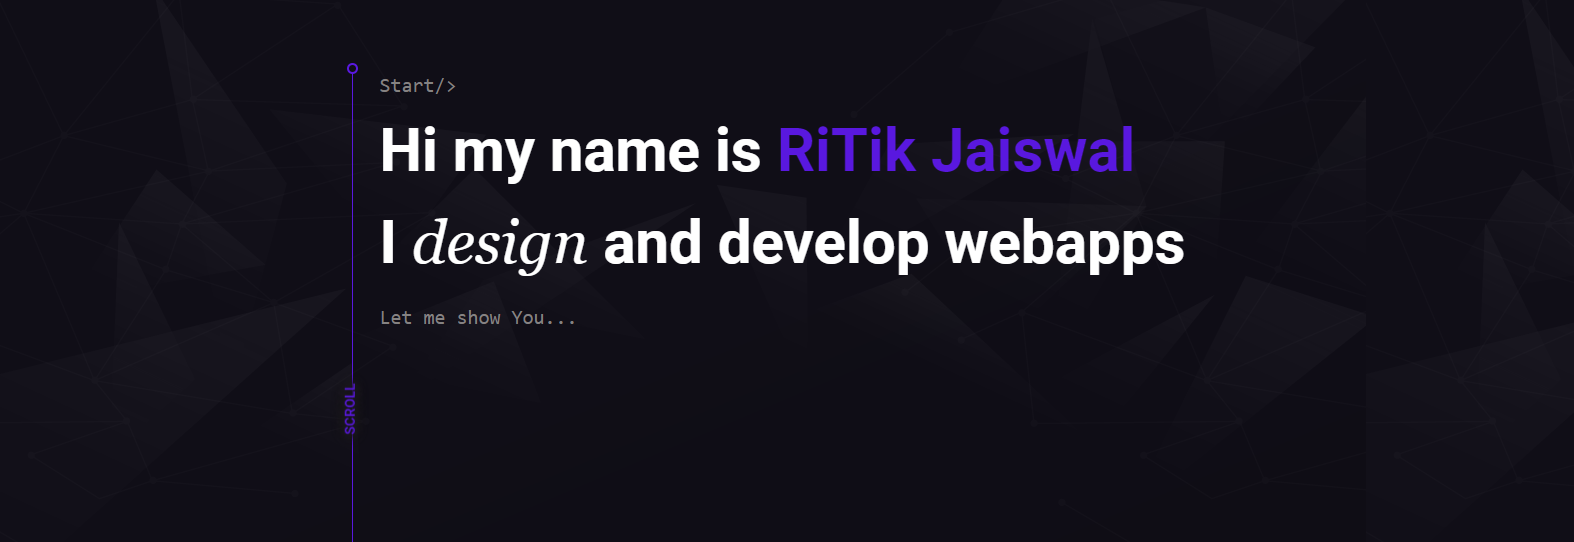 Start/>
Hi my name is RiTik Jaiswal
I design and develop webapps
Let me show You...
SCROLL